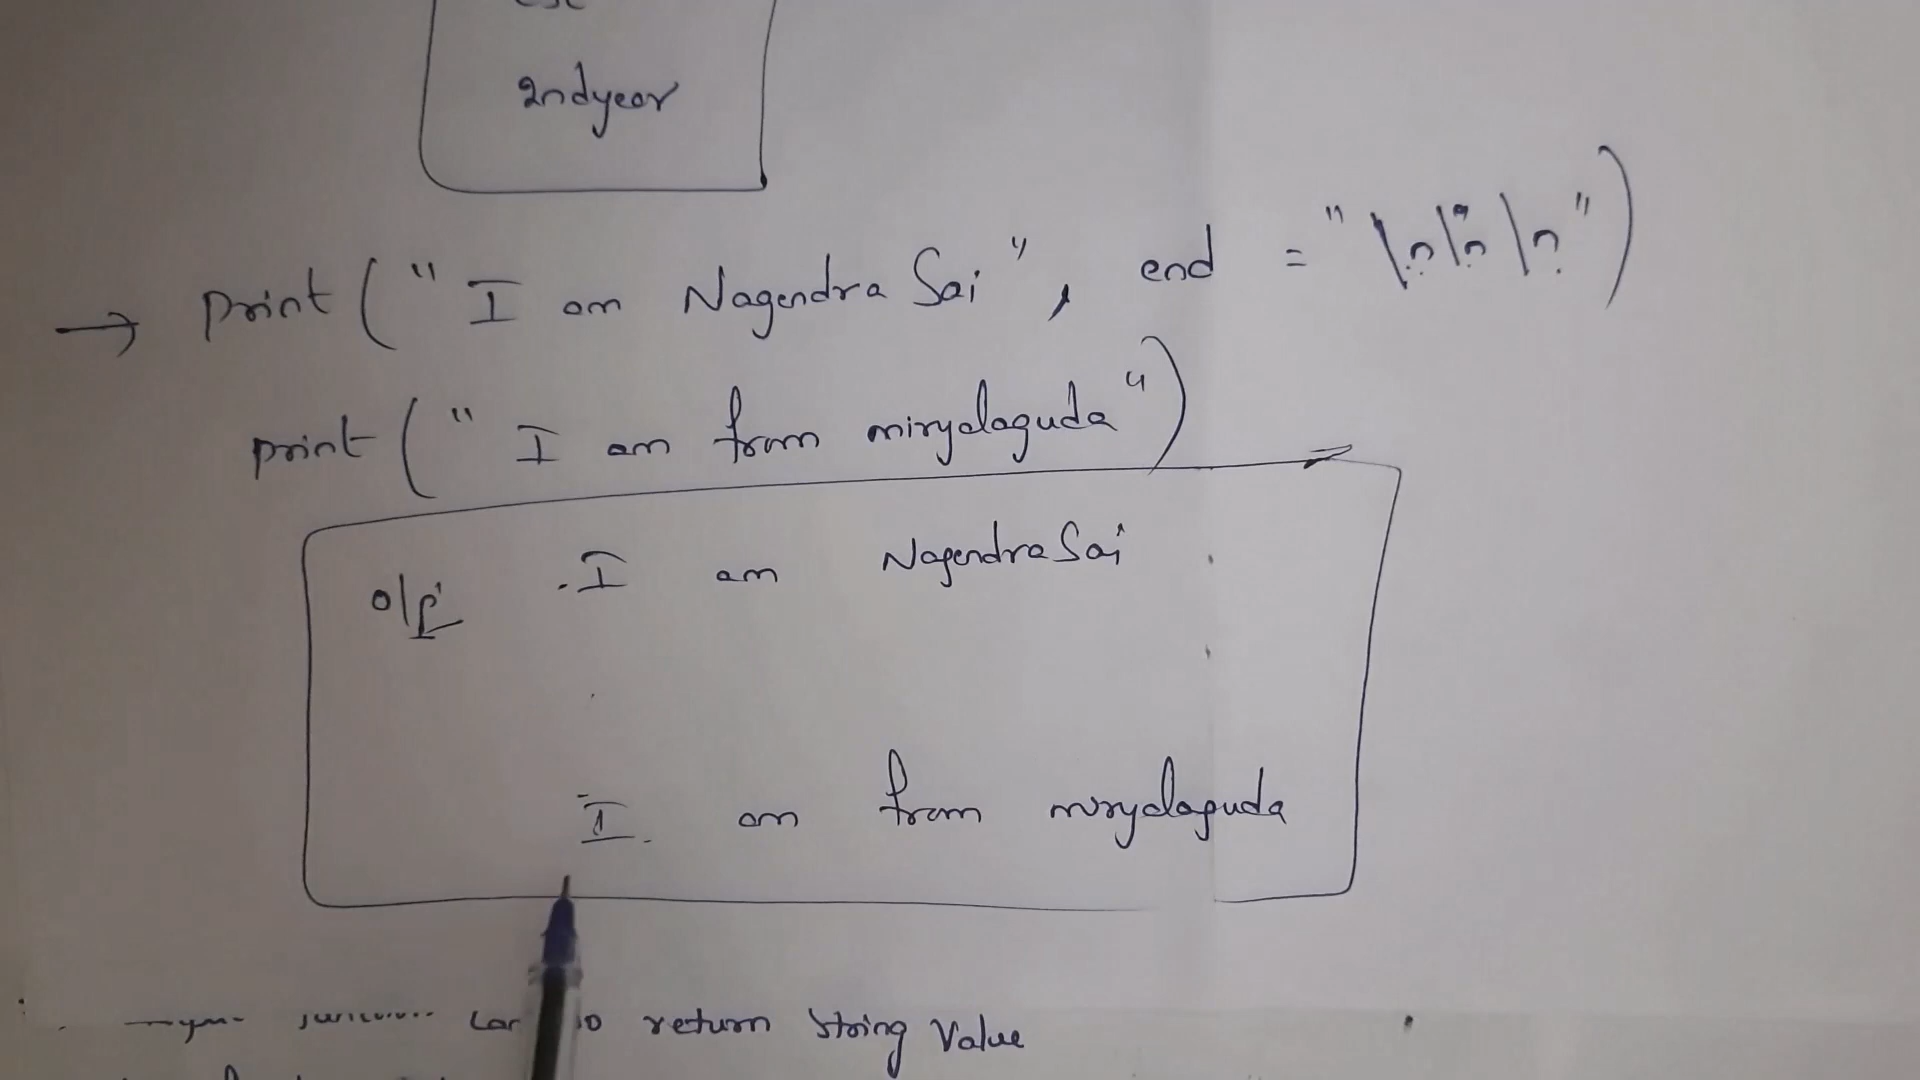 2ndyear
→ print ("I am Nagendra Sai", end = "\n\n\n")
print ("I am from miryalaguda")
o/p I am Nagendra Sai
I am from miryalaguda
return string value